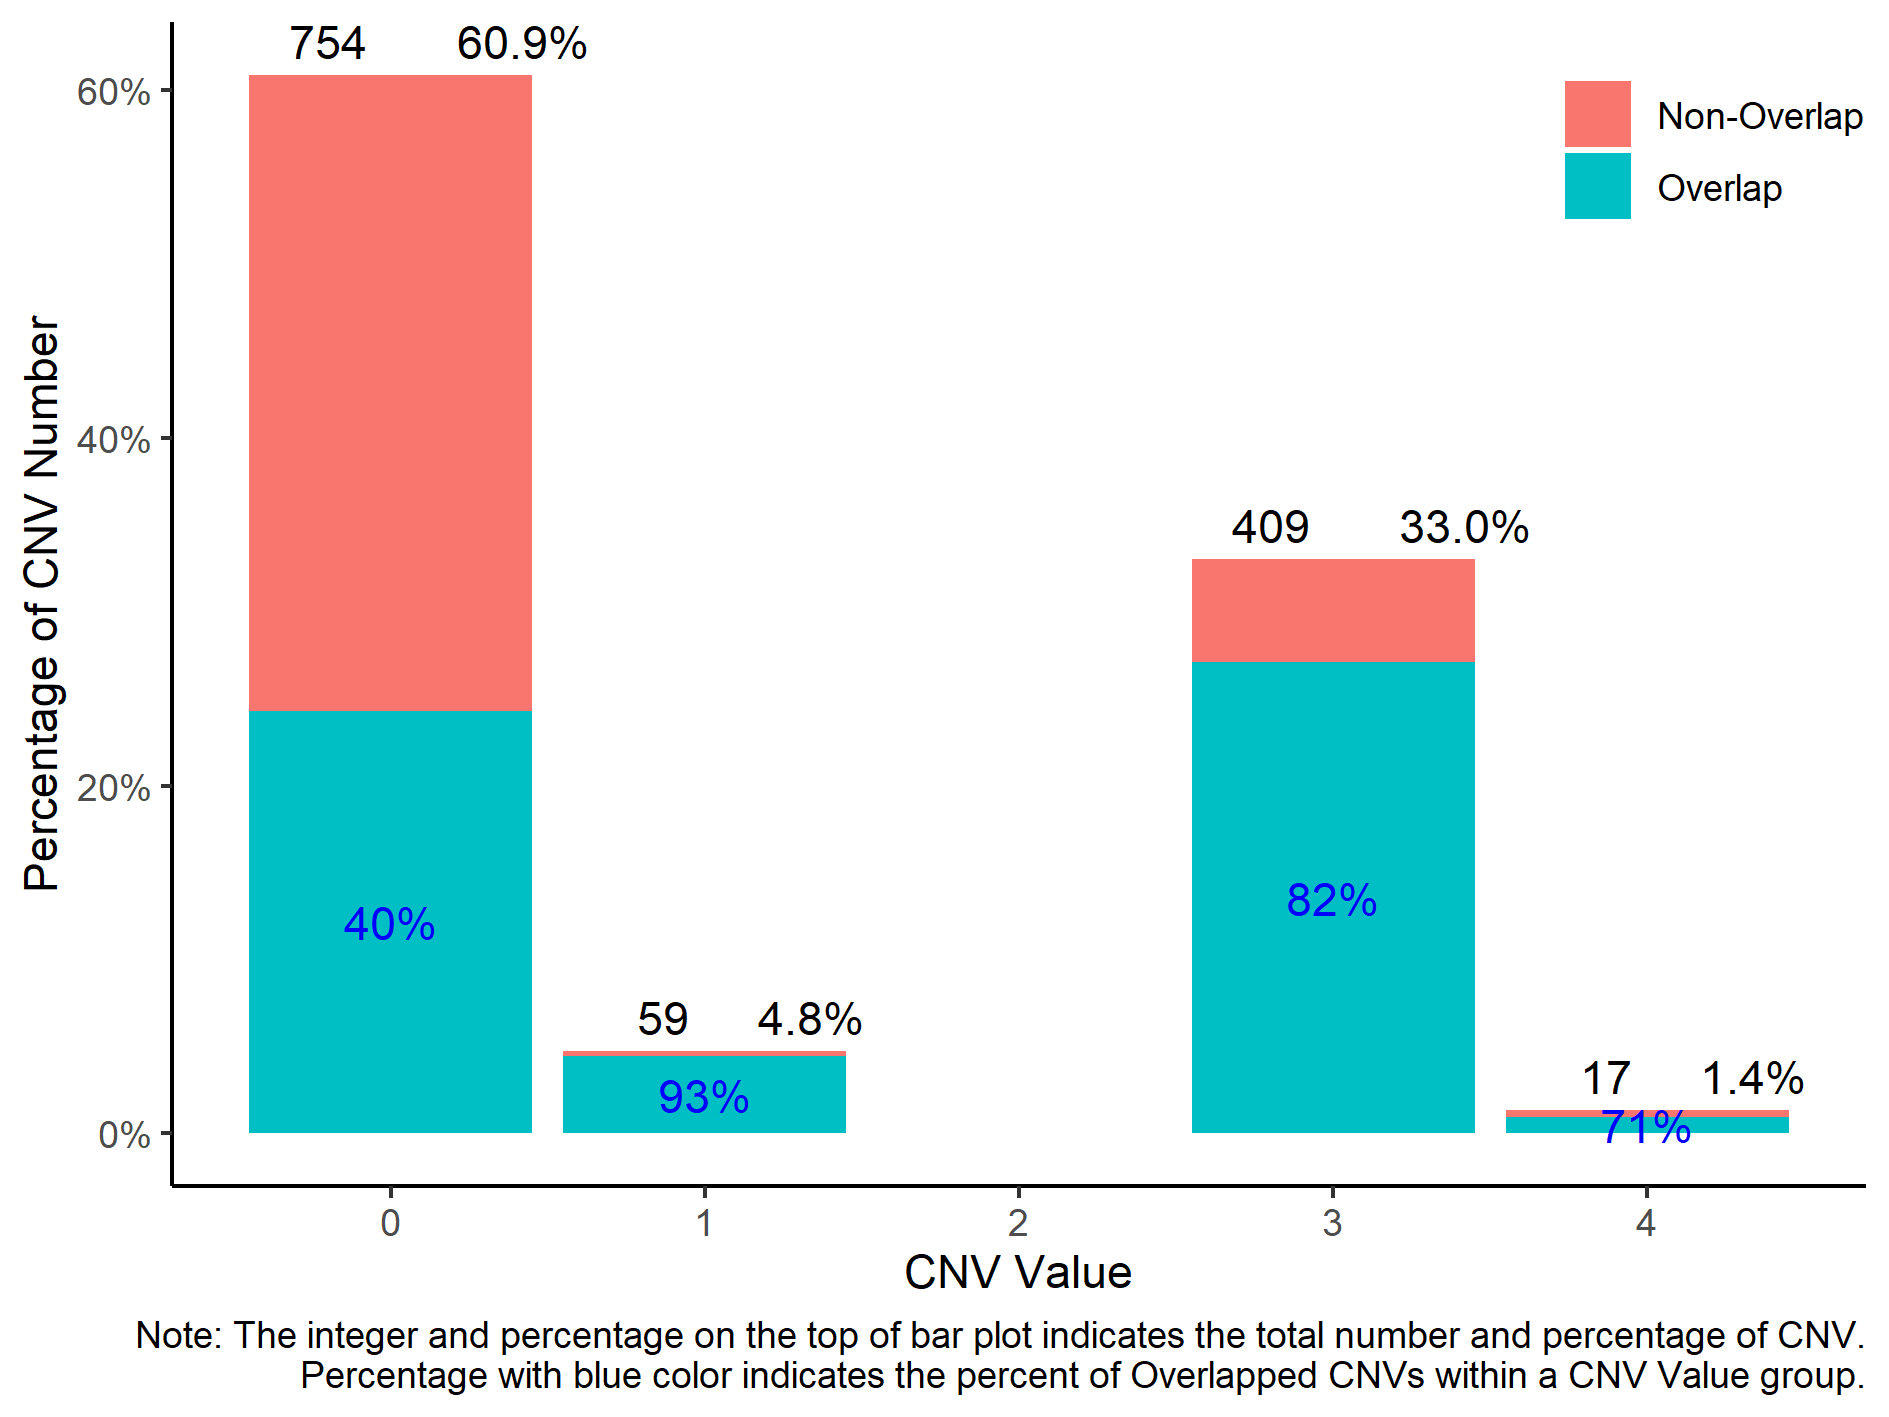 754 60.9%
60%
Non-Overlap
Overlap
Percentage of CNV Number
40%
409 33.0%
20%
82%
40%
59 4.8%
17 1.4%
93%
71%
0%
0 1 2 3 4
CNV Value
Note: The integer and percentage on the top of bar plot indicates the total number and percentage of CNV.
Percentage with blue color indicates the percent of Overlapped CNVs within a CNV Value group.